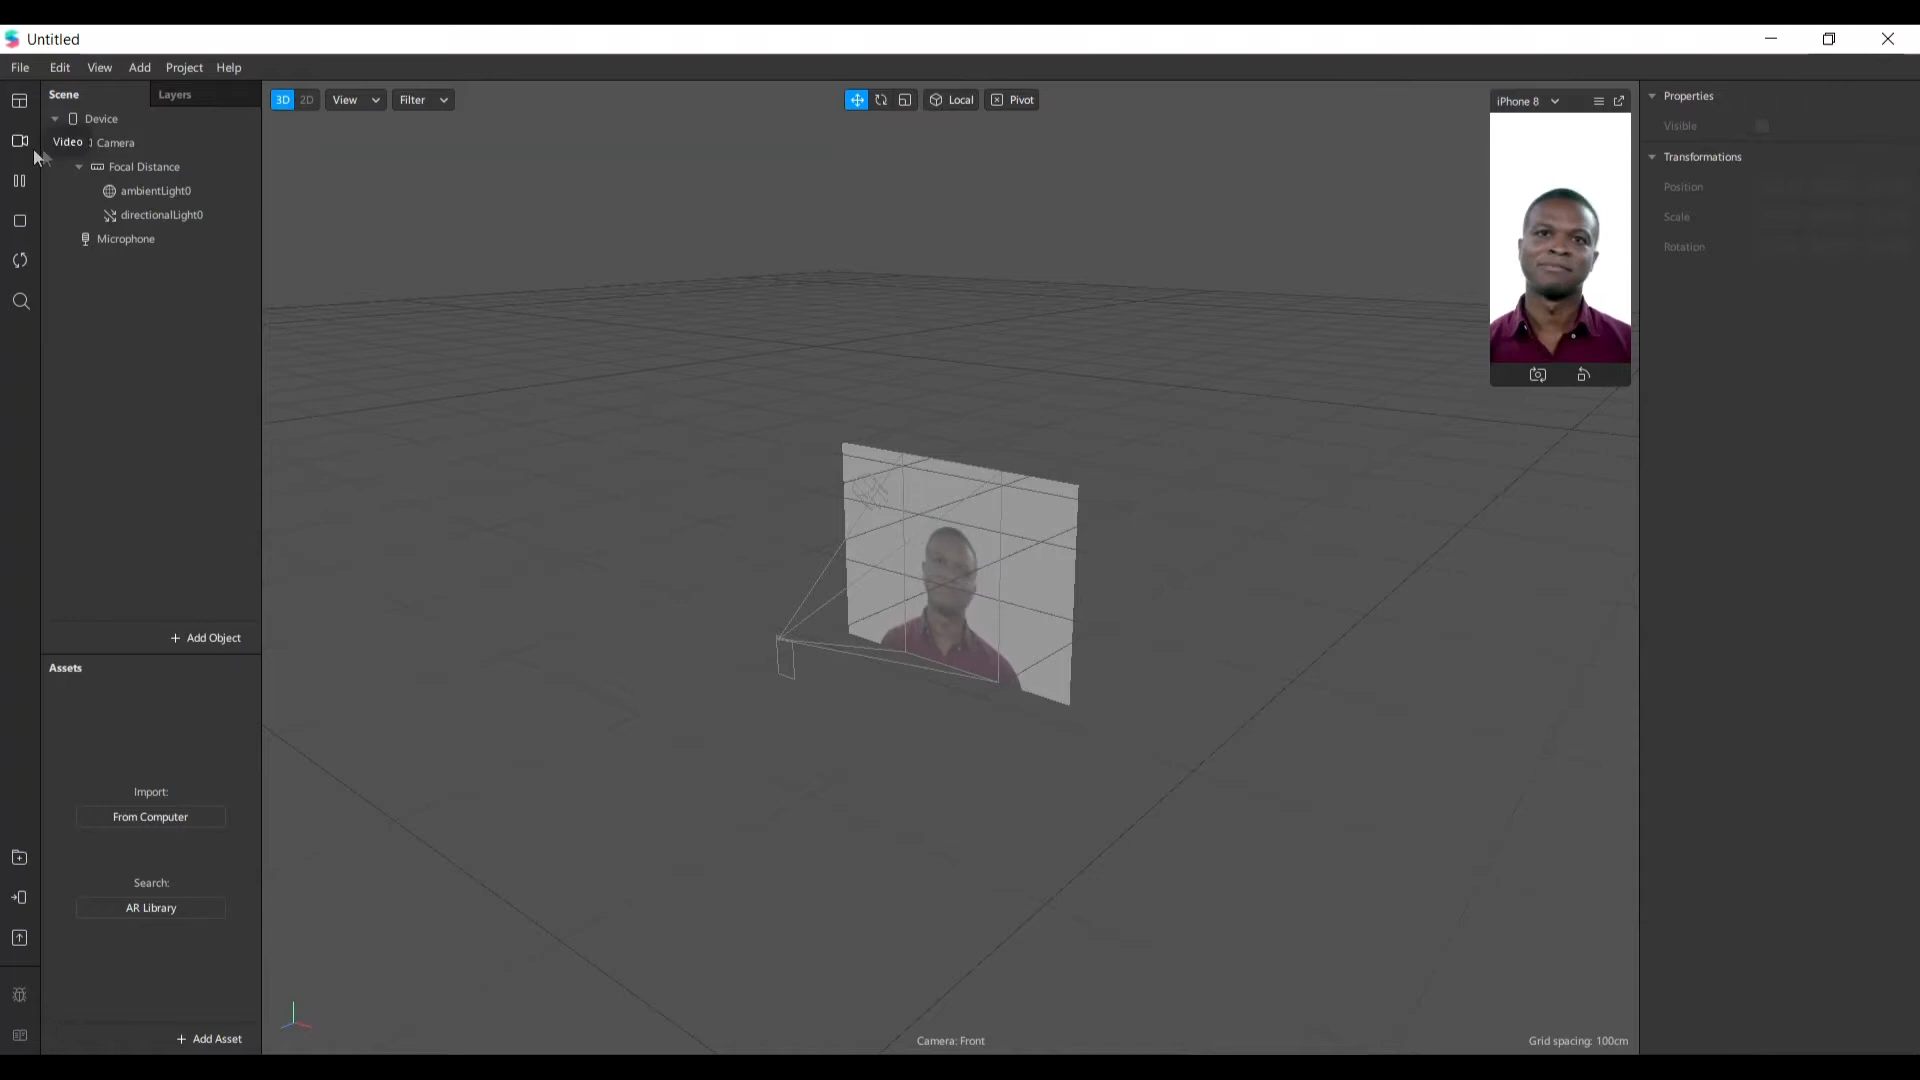 Untitled
File Edit View Add Project Help
Scene Layers
Device
Video Camera
Focal Distance
ambientLight0
directionalLight0
Microphone
+ Add Object
Assets
Import:
From Computer
Search:
AR Library
+ Add Asset
3D 2D View Filter
Local Pivot
iPhone 8
Camera: Front
Grid spacing: 100cm
Properties
Visible
Transformations
Position
Scale
Rotation